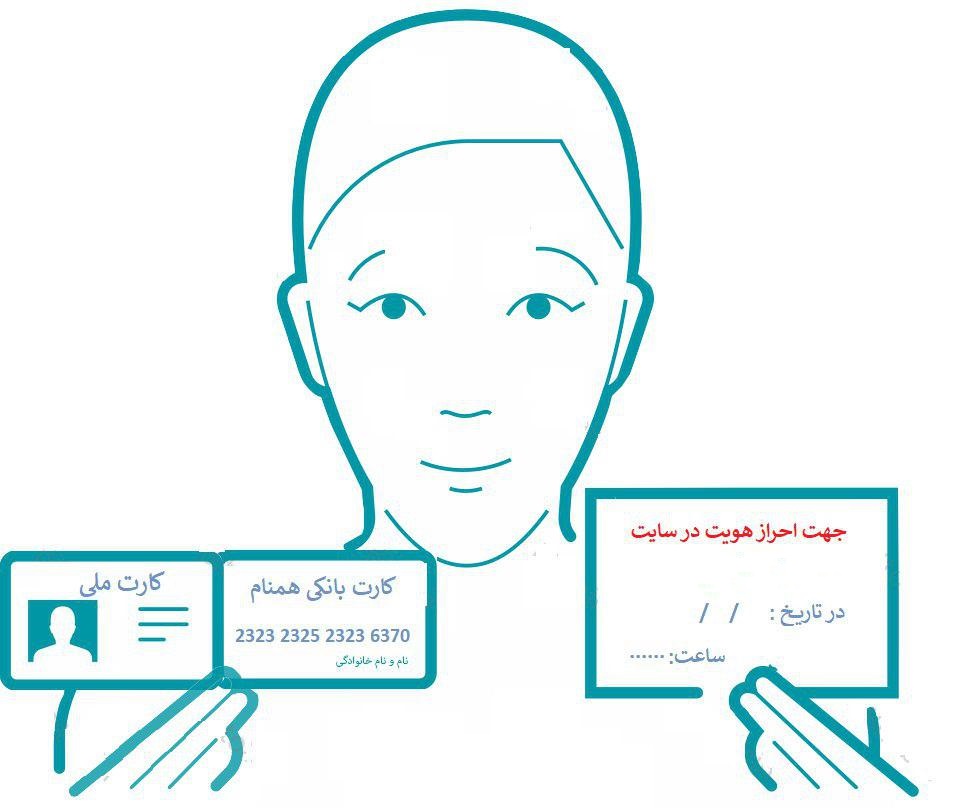 جهت احراز هویت در سایت
در تاریخ : / /
ساعت: ......
کارت ملی
کارت بانکی همنام
2323 2325 2323 6370
نام و نام خانوادگی